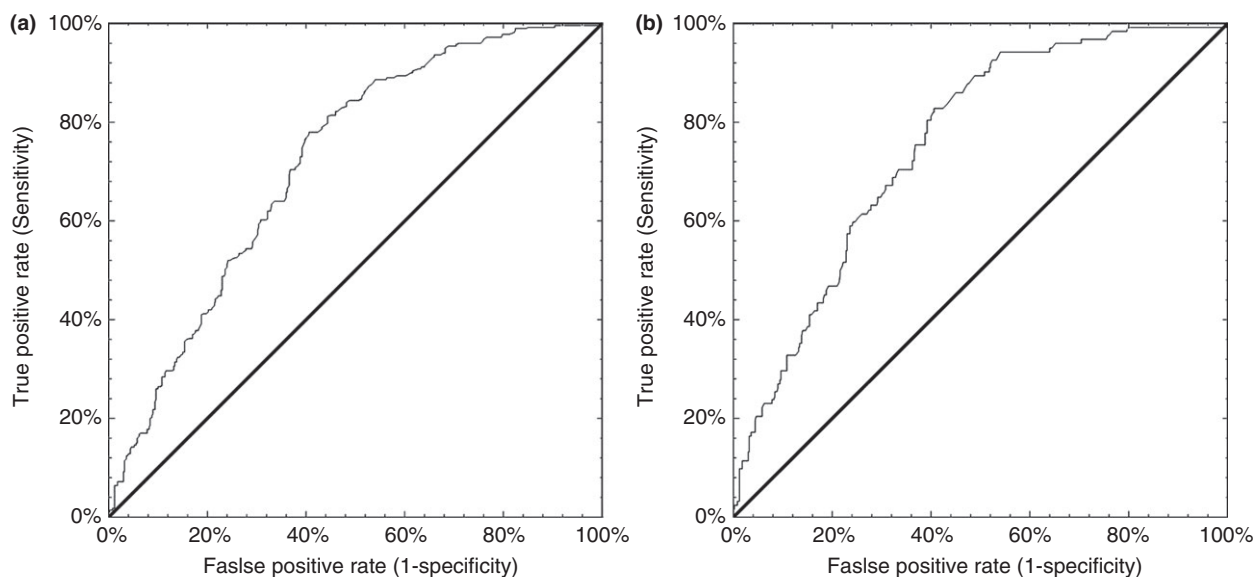 (a)
100%
80%
60%
40%
20%
0%
True positive rate (Sensitivity)
0% 20% 40% 60% 80% 100%
Faslse positive rate (1-specificity)
(b)
100%
80%
60%
40%
20%
0%
True positive rate (Sensitivity)
0% 20% 40% 60% 80% 100%
Faslse positive rate (1-specificity)